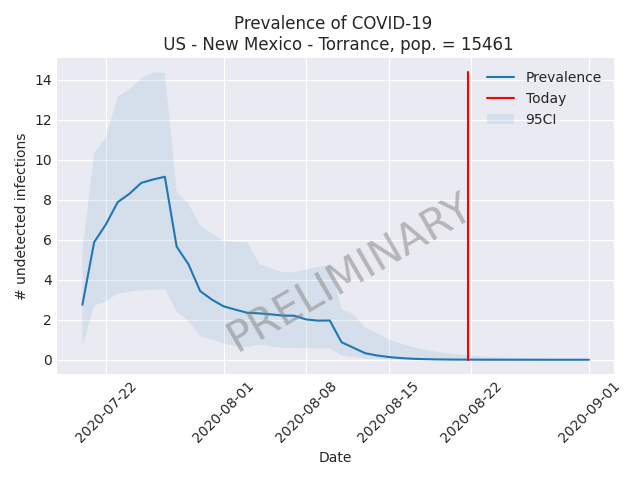 Prevalence of COVID-19
US - New Mexico - Torrance, pop. = 15461
Prevalence
Today
95CI
14
12
10
8
6
4
2
0
# undetected infections
PRELIMINARY
2020-07-22
2020-08-01
2020-08-08
2020-08-15
2020-08-22
2020-09-01
Date